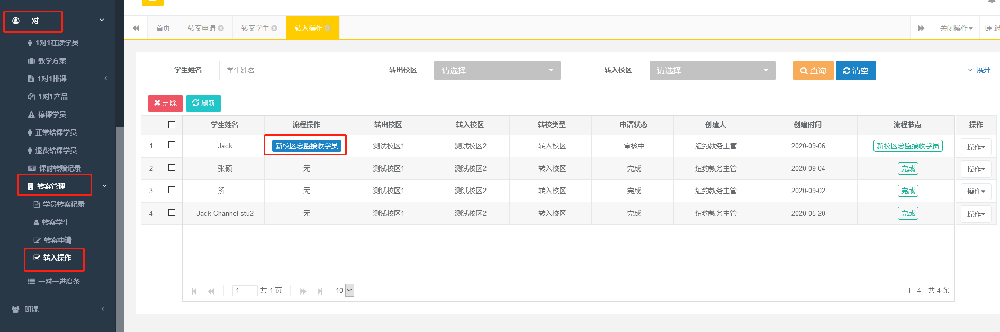 一对一
1对1在读学员
教学方案
1对1排课
1对1产品
停课学员
正常结课学员
退费结课学员
课时转赠记录
转案管理
学员转案记录
转案学生
转案申请
转入操作
一对一进度条
班课
首页 转案申请 转案学生 转入操作 关闭操作 退
学生姓名 学生姓名 转出校区 请选择 转入校区 请选择 查询 清空 展开
删除 刷新
学生姓名 流程操作 转出校区 转入校区 转校类型 申请状态 创建人 创建时间 流程节点 操作
1 Jack 新校区总监接收学员 测试校区1 测试校区2 转入校区 审核中 纽约教务主管 2020-09-06 新校区总监接收学员 操作
2 张硕 无 测试校区1 测试校区2 转入校区 完成 纽约教务主管 2020-09-04 完成 操作
3 解一 无 测试校区1 测试校区2 转入校区 完成 纽约教务主管 2020-09-02 完成 操作
4 Jack-Channel-stu2 无 测试校区1 测试校区2 转入校区 完成 纽约教务主管 2020-05-20 完成 操作
1 共 1 页 10 1 - 4 共 4 条